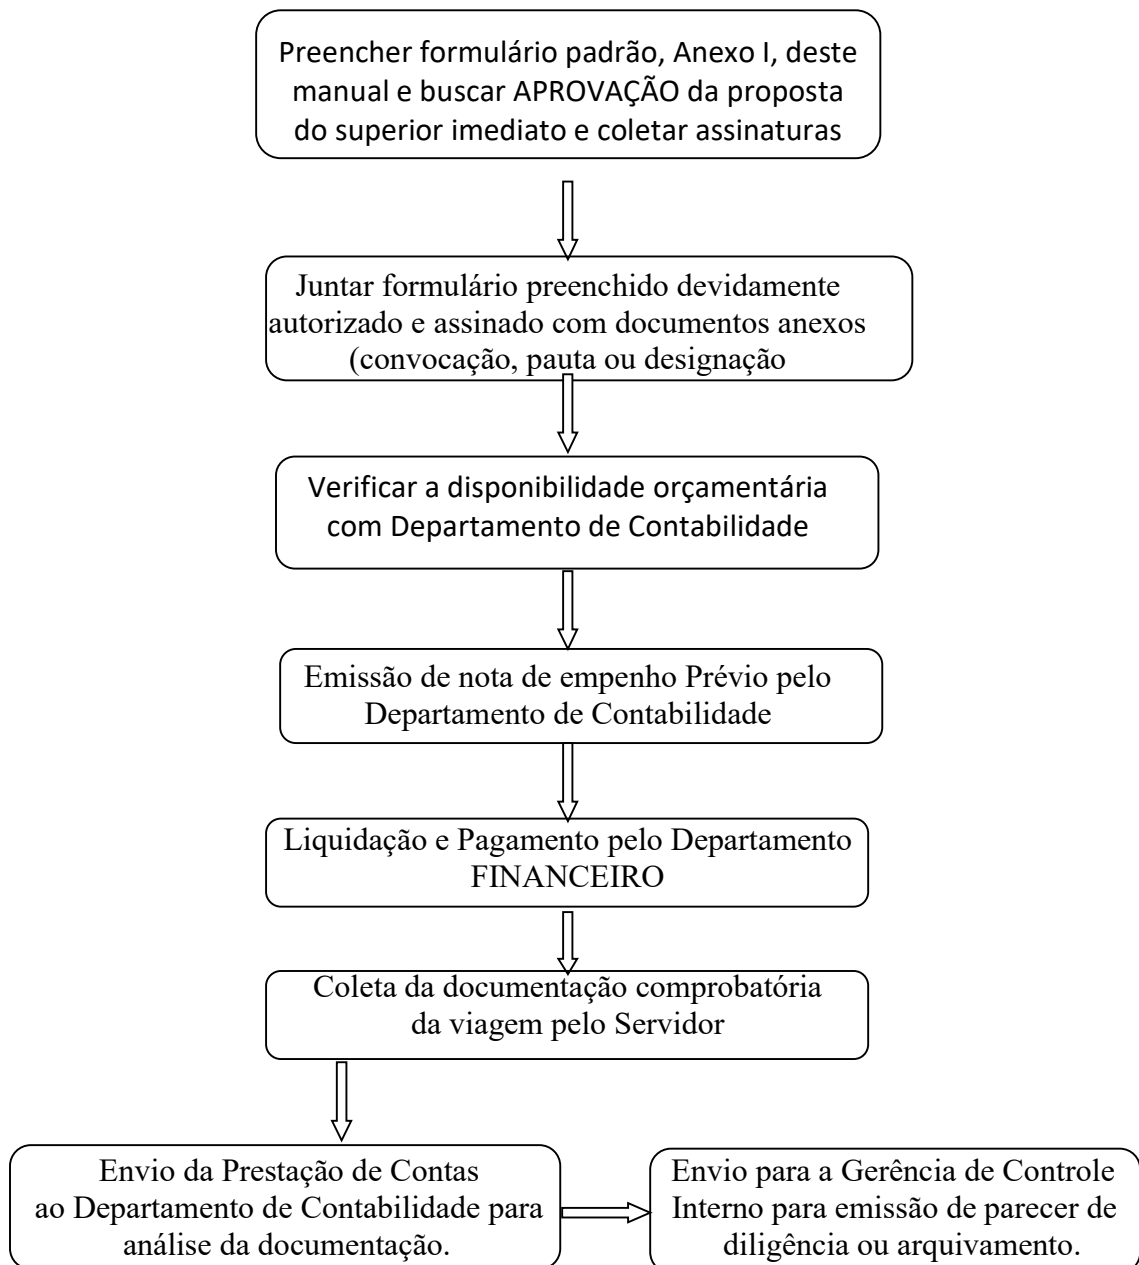 Preencher formulário padrão, Anexo I, deste
manual e buscar APROVAÇÃO da proposta
do superior imediato e coletar assinaturas
Juntar formulário preenchido devidamente
autorizado e assinado com documentos anexos
(convocação, pauta ou designação
Verificar a disponibilidade orçamentária
com Departamento de Contabilidade
Emissão de nota de empenho Prévio pelo
Departamento de Contabilidade
Liquidação e Pagamento pelo Departamento
FINANCEIRO
Coleta da documentação comprobatória
da viagem pelo Servidor
Envio da Prestação de Contas
ao Departamento de Contabilidade para
análise da documentação.
Envio para a Gerência de Controle
Interno para emissão de parecer de
diligência ou arquivamento.